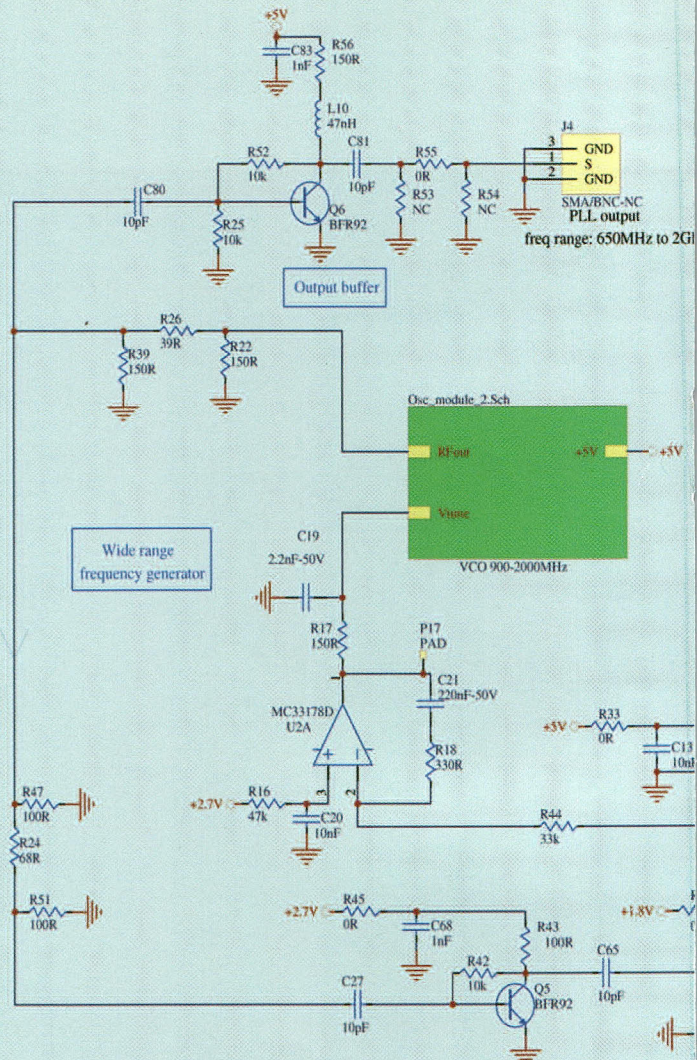 +5V
C83
1nF
R56
150R
L10
47nH
R52
10k
C81
10pF
R55
0R
J4
3 GND
1 S
2 GND
SMA/BNC-NC
PLL output
freq range: 650MHz to
C80
10pF
R25
10k
Q6
BFR92
R53
NC
R54
NC
Output buffer
R26
39R
R39
150R
R22
150R
Osc_module_2.Sch
RFout
+5V
+5V
Vtune
VCO 900-2000MHz
Wide range
frequency generator
C19
2.2nF-50V
R17
150R
P17
PAD
1
C21
220nF-50V
MC33178D
U2A
R18
330R
+5V
R33
0R
C13
+
3
2
R47
100R
+2.7V
R16
47k
C20
10nF
R44
33k
R24
68R
R51
100R
+2.7V
R45
0R
C68
1nF
R43
100R
+1.8V
R42
10k
C65
10pF
C27
10pF
Q5
BFR92